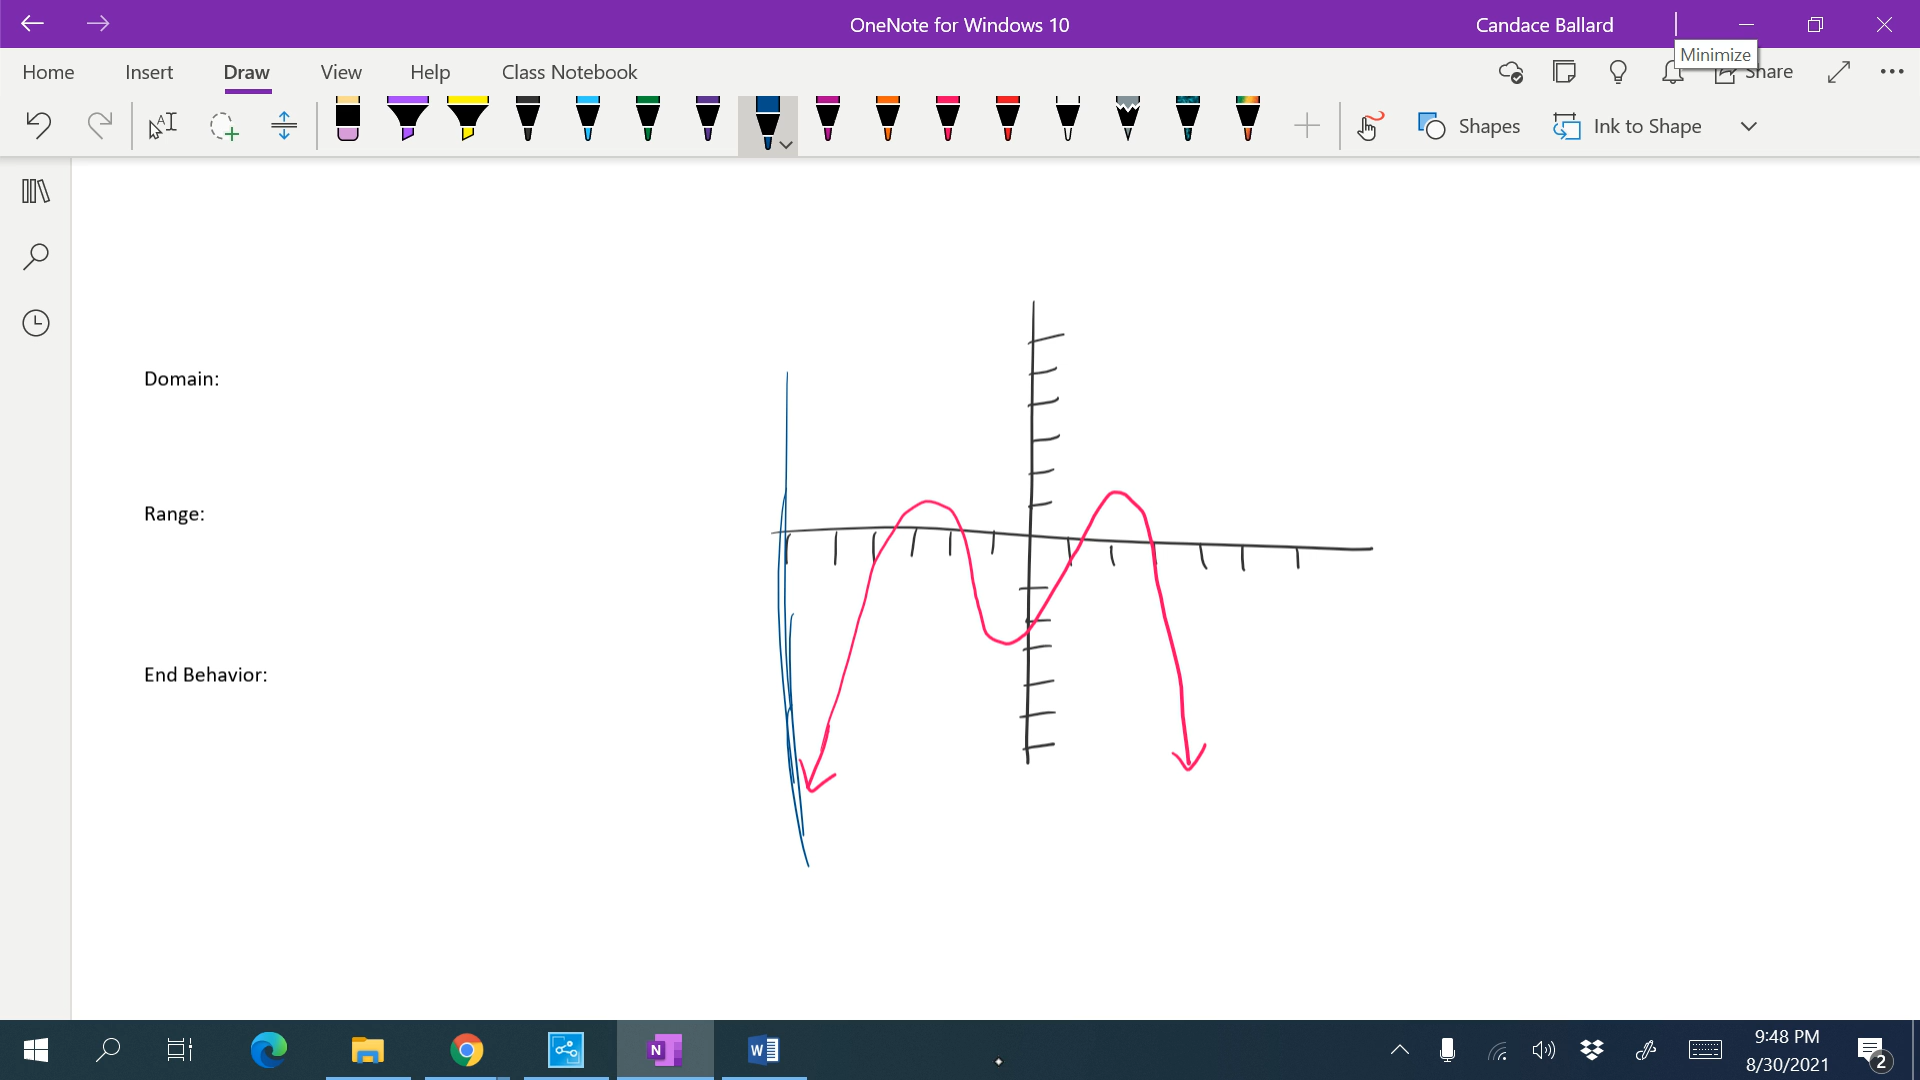 OneNote for Windows 10
Candace Ballard
Minimize
Home Insert Draw View Help Class Notebook
Share
Shapes
Ink to Shape
Domain:
Range:
End Behavior:
N
W
9:48 PM
8/30/2021
2